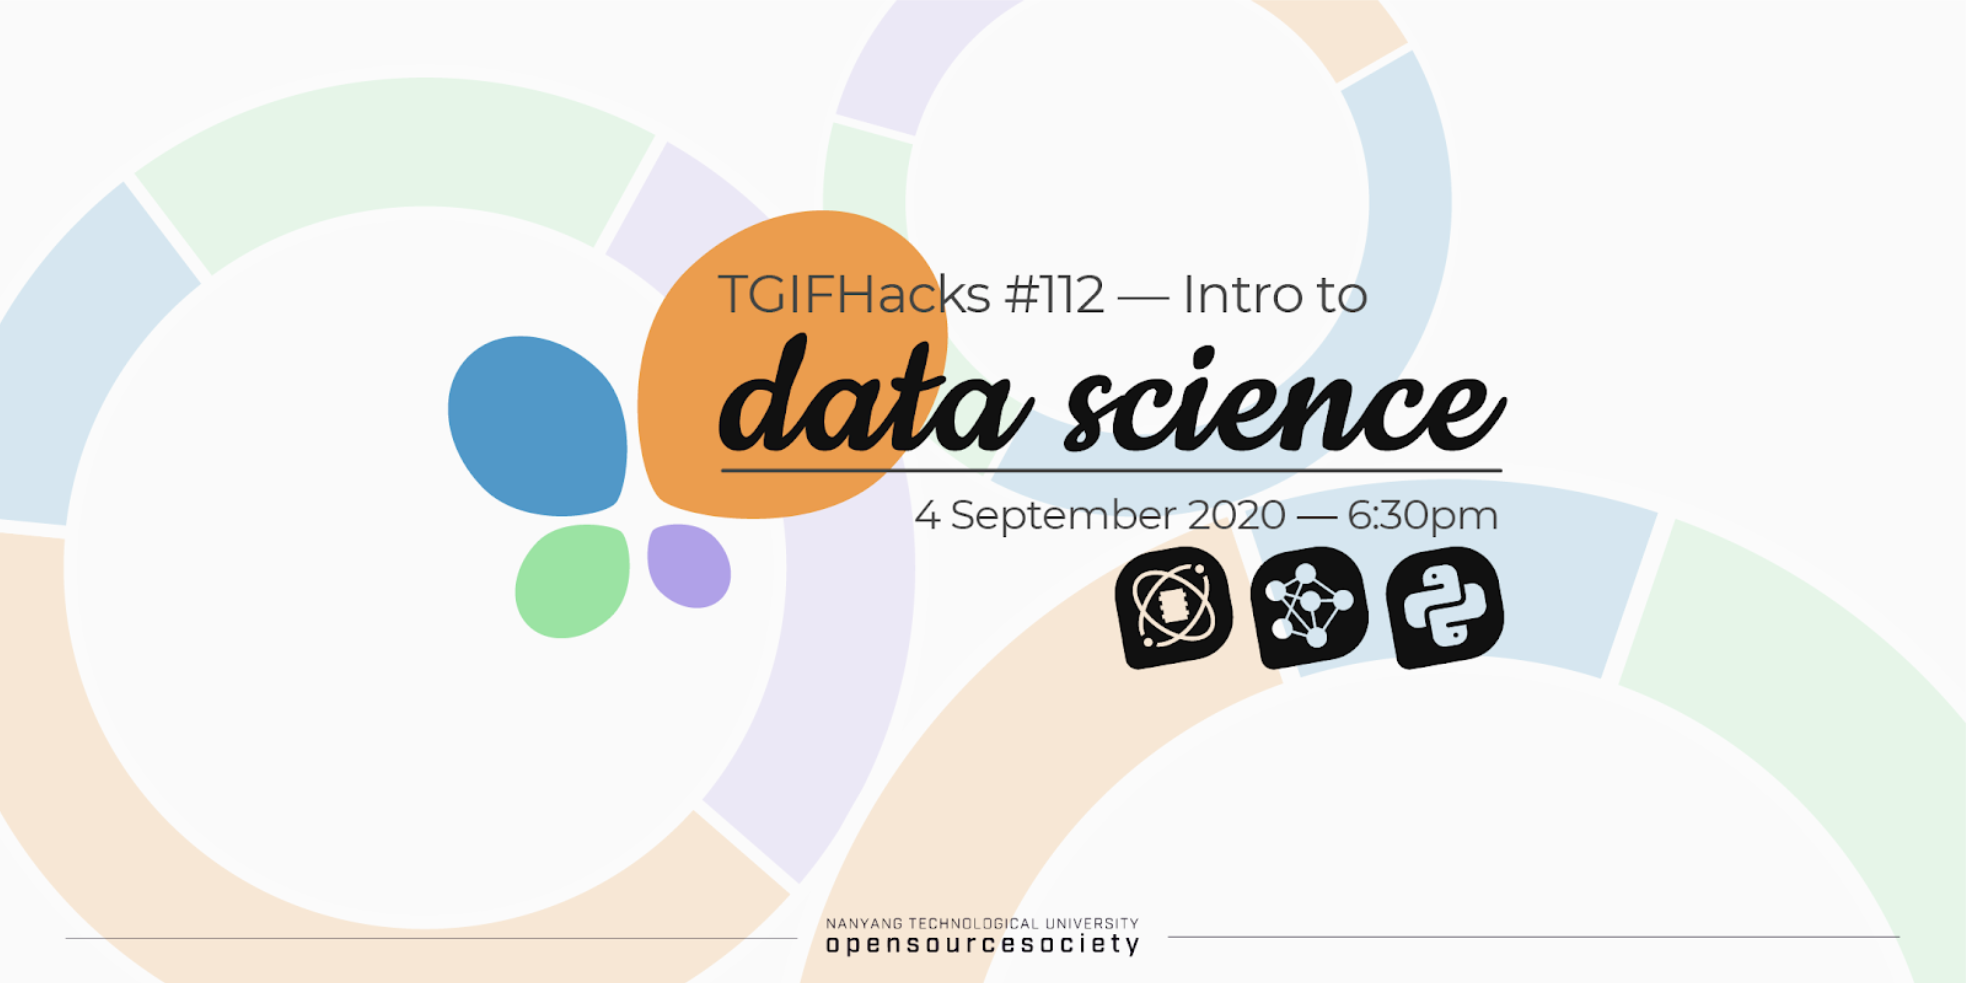 TGIFHacks #112 — Intro to
data science
4 September 2020 — 6:30pm
NANYANG TECHNOLOGICAL UNIVERSITY
opensourcesociety